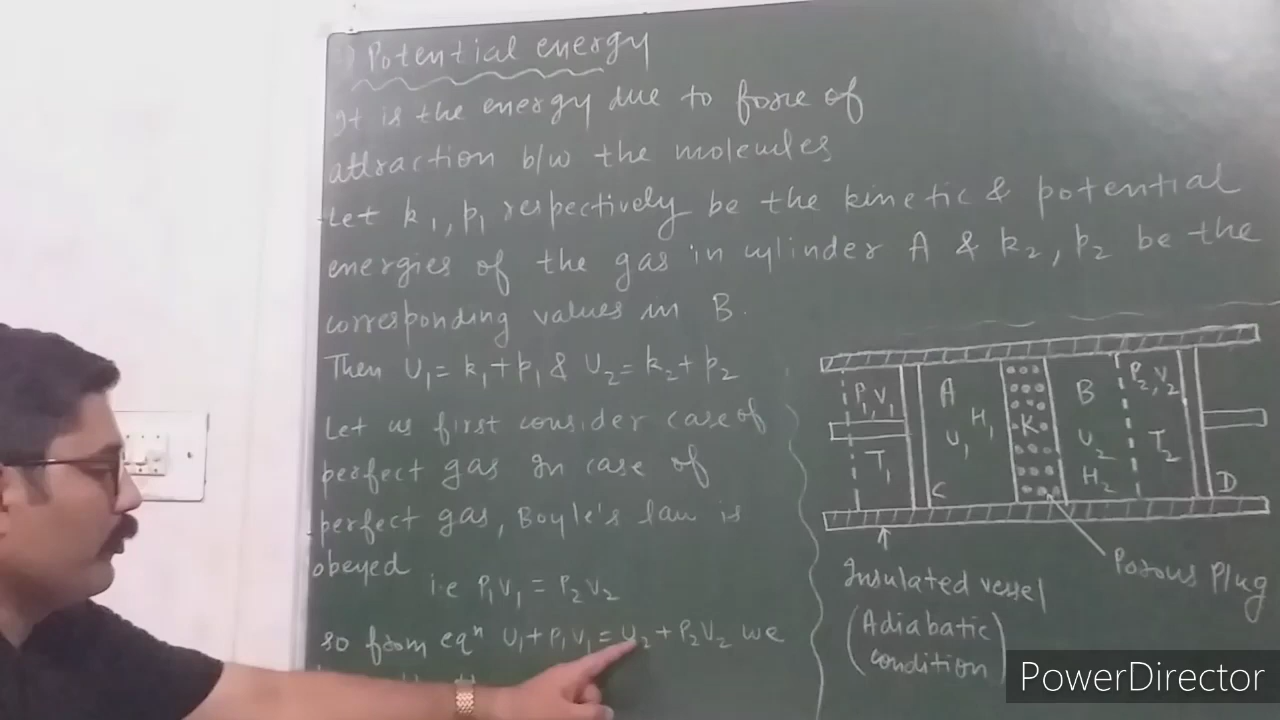 Potential energy
It is the energy due to force of
attraction b/w the molecules
Let k₁, p₁ respectively be the kinetic & potential
energies of the gas in cylinder A & k₂, p₂ be the
corresponding values in B.
Then U₁ = k₁ + p₁ & U₂ = k₂ + p₂
Let us first consider case of
perfect gas In case of
perfect gas, Boyle's law is
obeyed
i.e P₁V₁ = P₂V₂
so from eqⁿ U₁ + P₁V₁ = U₂ + P₂V₂ we
P₁,V₁
T₁
A
H₁
U₁
C
K
B
U₂
H₂
P₂,V₂
T₂
D
Insulated vessel
(Adiabatic
condition)
Porous Plug
PowerDirector